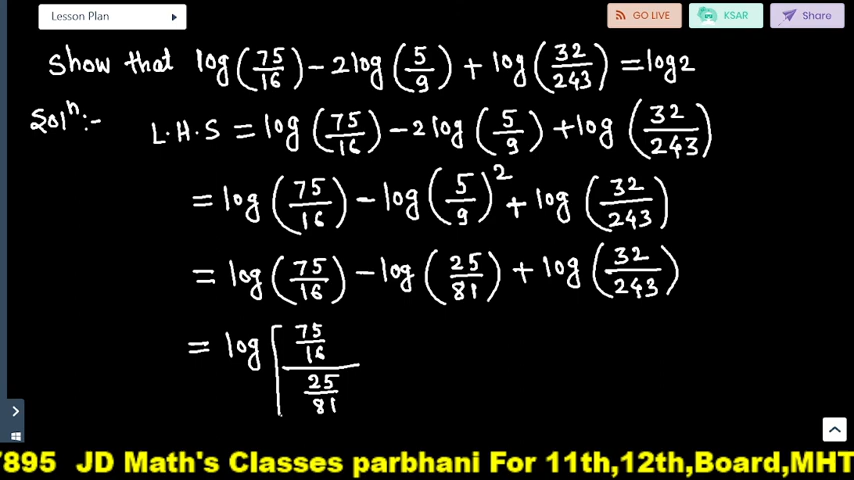 Lesson Plan
GO LIVE KSAR Share
Show that log(75/16) - 2log(5/9) + log(32/243) = log2
Solⁿ:- L.H.S = log(75/16) - 2log(5/9) + log(32/243)
= log(75/16) - log(5/9)² + log(32/243)
= log(75/16) - log(25/81) + log(32/243)
= log[ 75/16 / 25/81
7895 JD Math's Classes parbhani For 11th,12th,Board,MHT